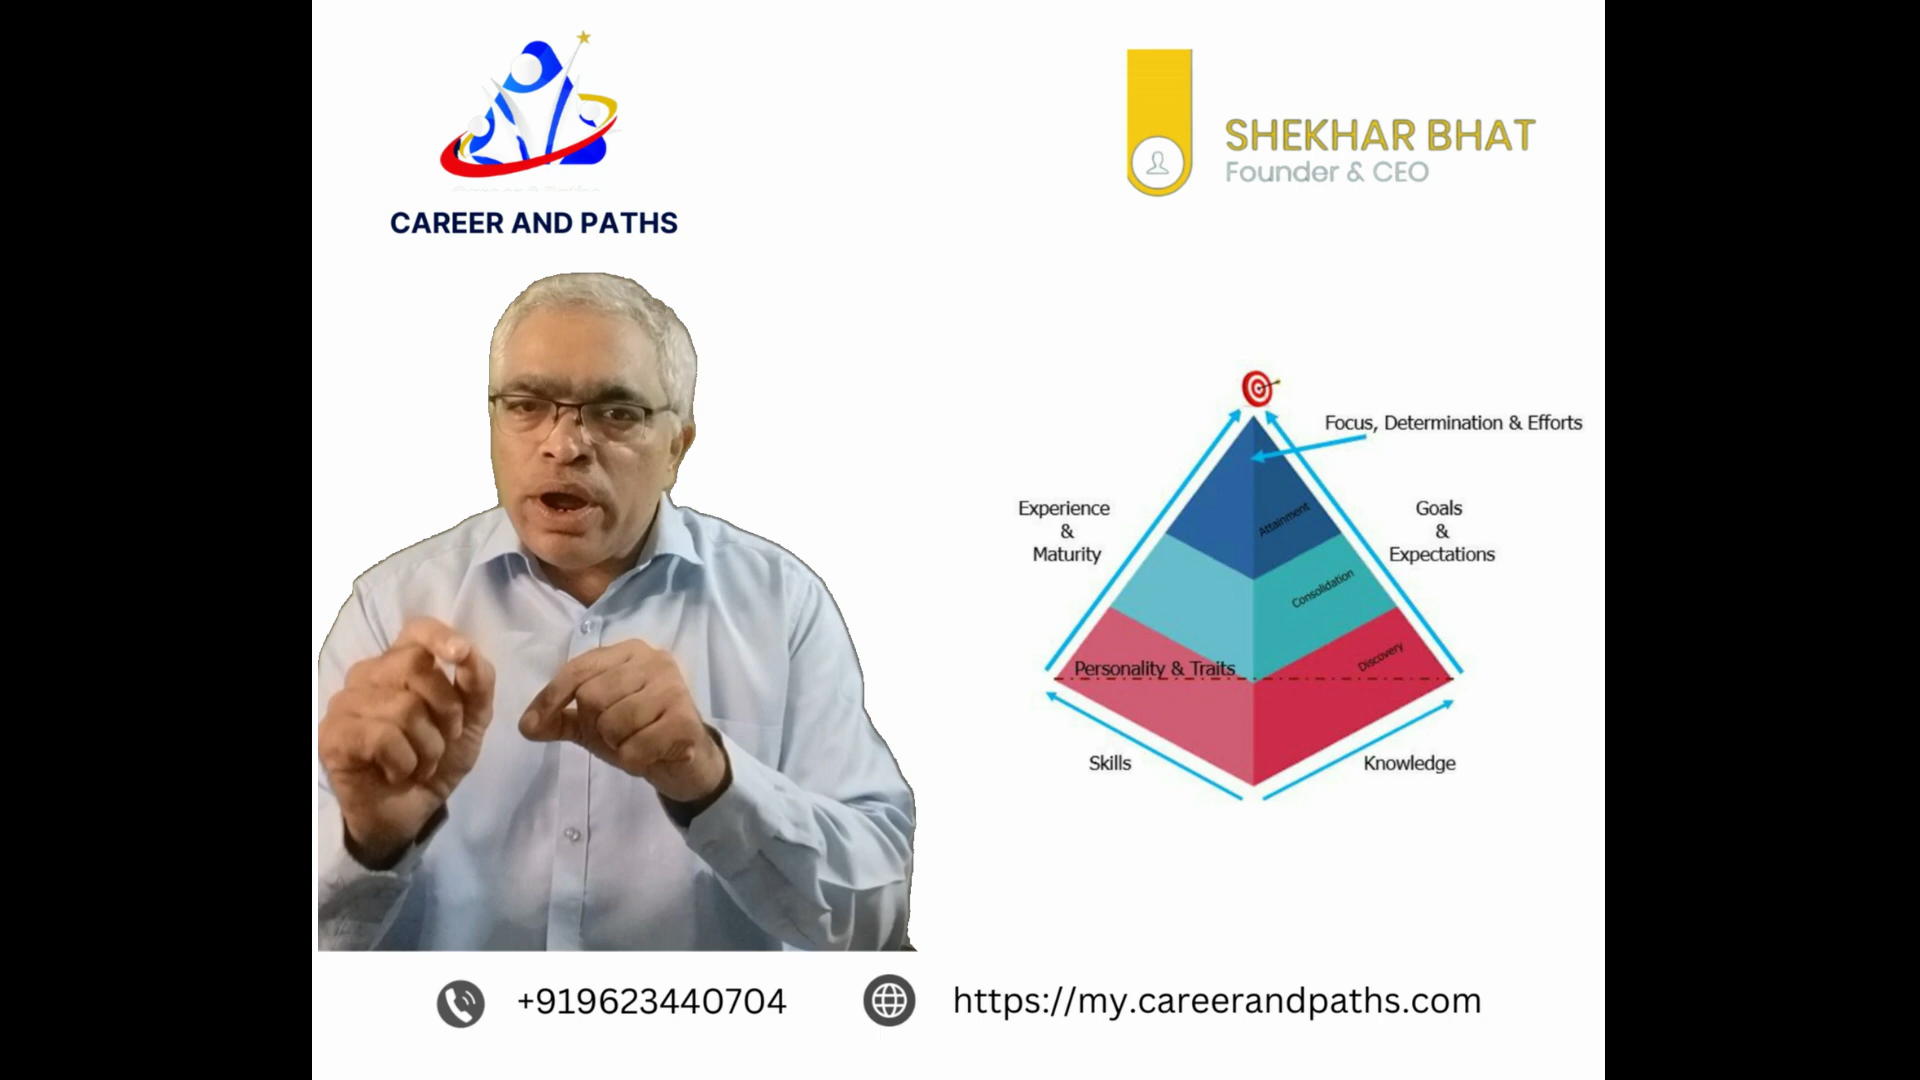 CAREER AND PATHS
SHEKHAR BHAT
Founder & CEO
Focus, Determination & Efforts
Experience
&
Maturity
Goals
&
Expectations
Attainment
Consolidation
Discovery
Personality & Traits
Skills
Knowledge
+919623440704
https://my.careerandpaths.com